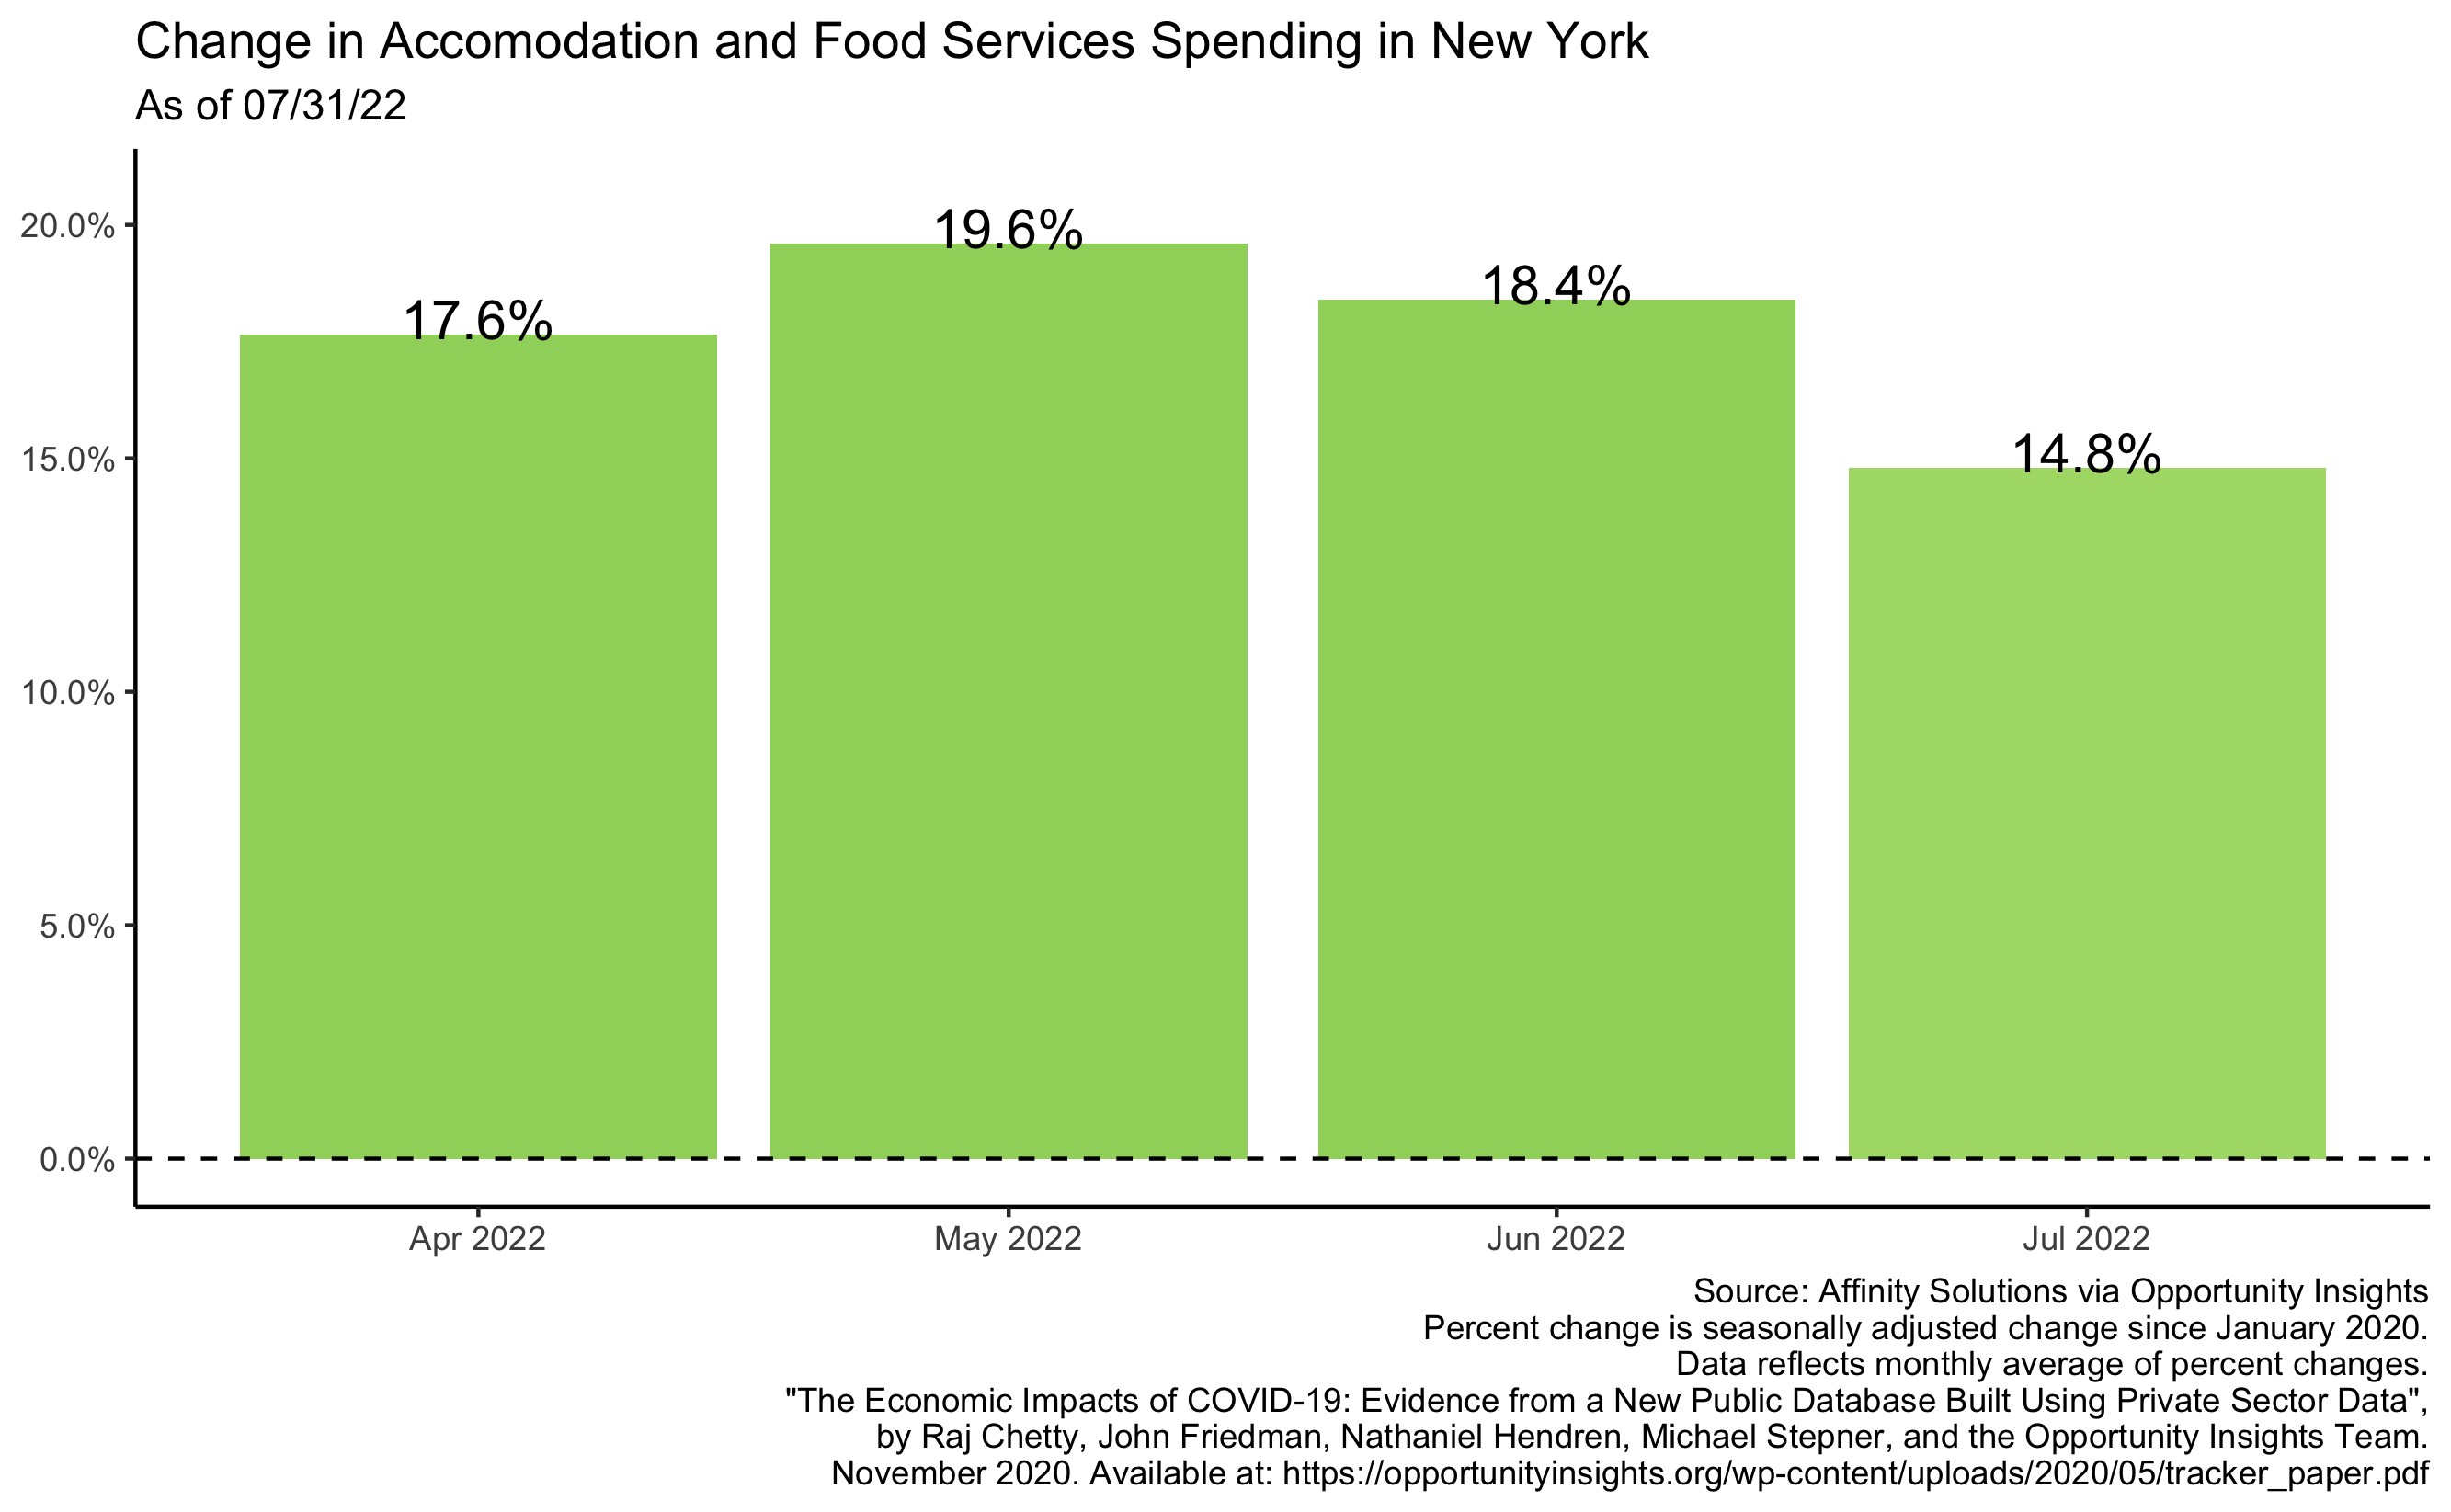 Change in Accomodation and Food Services Spending in New York
As of 07/31/22
20.0%
15.0%
10.0%
5.0%
0.0%
17.6%
19.6%
18.4%
14.8%
Apr 2022
May 2022
Jun 2022
Jul 2022
Source: Affinity Solutions via Opportunity Insights
Percent change is seasonally adjusted change since January 2020.
Data reflects monthly average of percent changes.
"The Economic Impacts of COVID-19: Evidence from a New Public Database Built Using Private Sector Data",
by Raj Chetty, John Friedman, Nathaniel Hendren, Michael Stepner, and the Opportunity Insights Team.
November 2020. Available at: https://opportunityinsights.org/wp-content/uploads/2020/05/tracker_paper.pdf